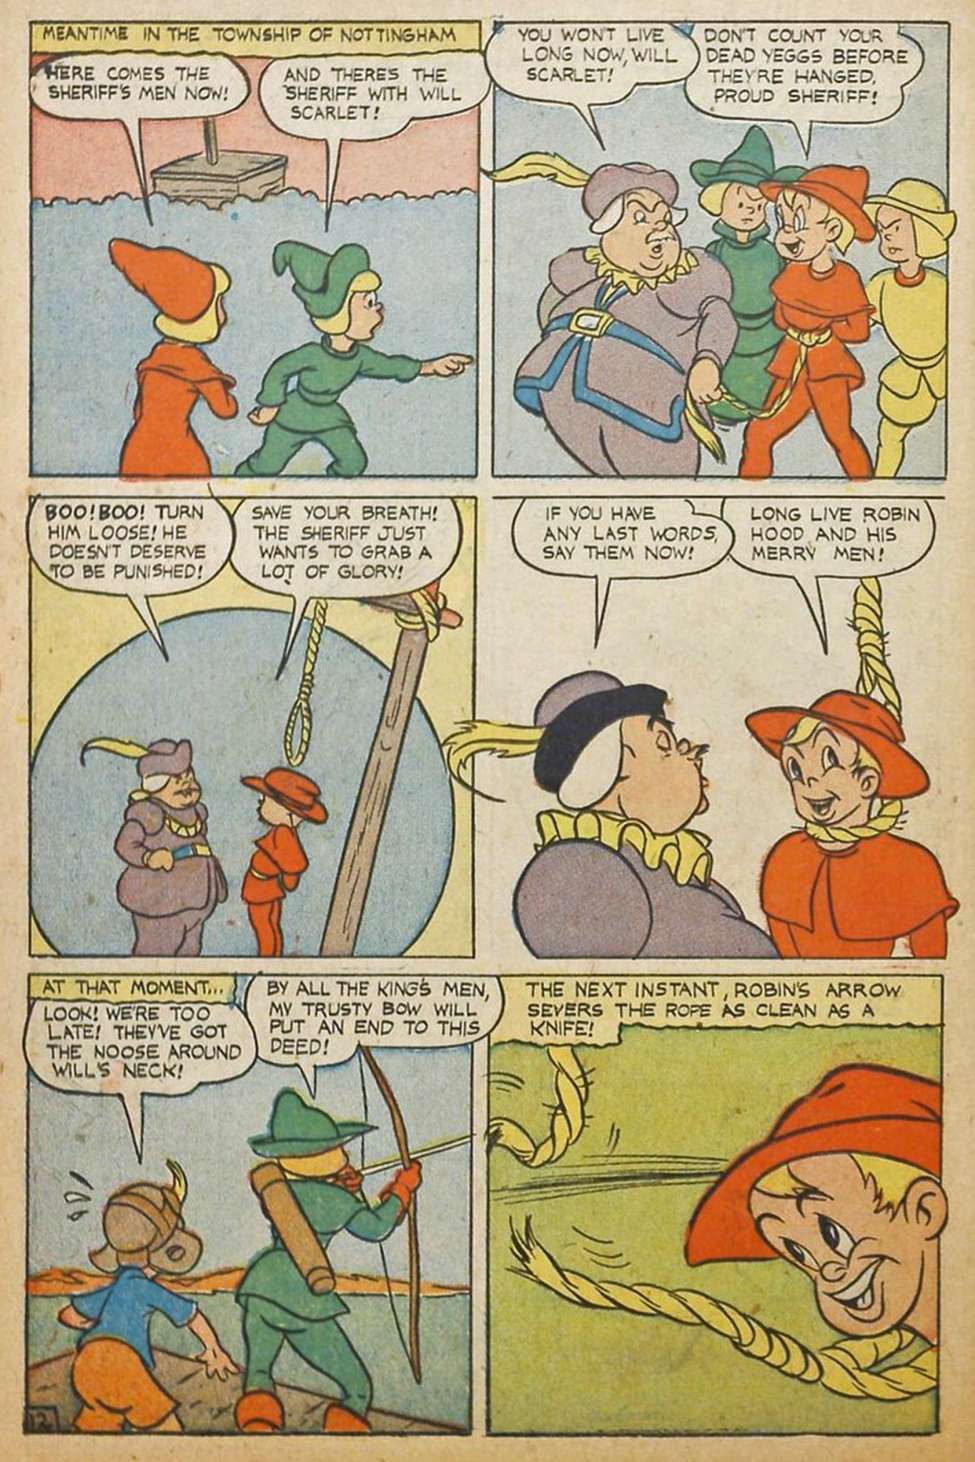 MEANTIME IN THE TOWNSHIP OF NOTTINGHAM
HERE COMES THE
SHERIFF'S MEN NOW!
AND THERE'S THE
SHERIFF WITH WILL
SCARLET!
YOU WON'T LIVE
LONG NOW, WILL
SCARLET!
DON'T COUNT YOUR
DEAD YEGGS BEFORE
THEY'RE HANGED,
PROUD SHERIFF!
BOO! BOO! TURN
HIM LOOSE! HE
DOESN'T DESERVE
TO BE PUNISHED!
SAVE YOUR BREATH!
THE SHERIFF JUST
WANTS TO GRAB A
LOT OF GLORY!
IF YOU HAVE
ANY LAST WORDS,
SAY THEM NOW!
LONG LIVE ROBIN
HOOD AND HIS
MERRY MEN!
AT THAT MOMENT...
LOOK! WE'RE TOO
LATE! THEY'VE GOT
THE NOOSE AROUND
WILL'S NECK!
BY ALL THE KING'S MEN,
MY TRUSTY BOW WILL
PUT AN END TO THIS
DEED!
THE NEXT INSTANT, ROBIN'S ARROW
SEVERS THE ROPE AS CLEAN AS A
KNIFE!
12